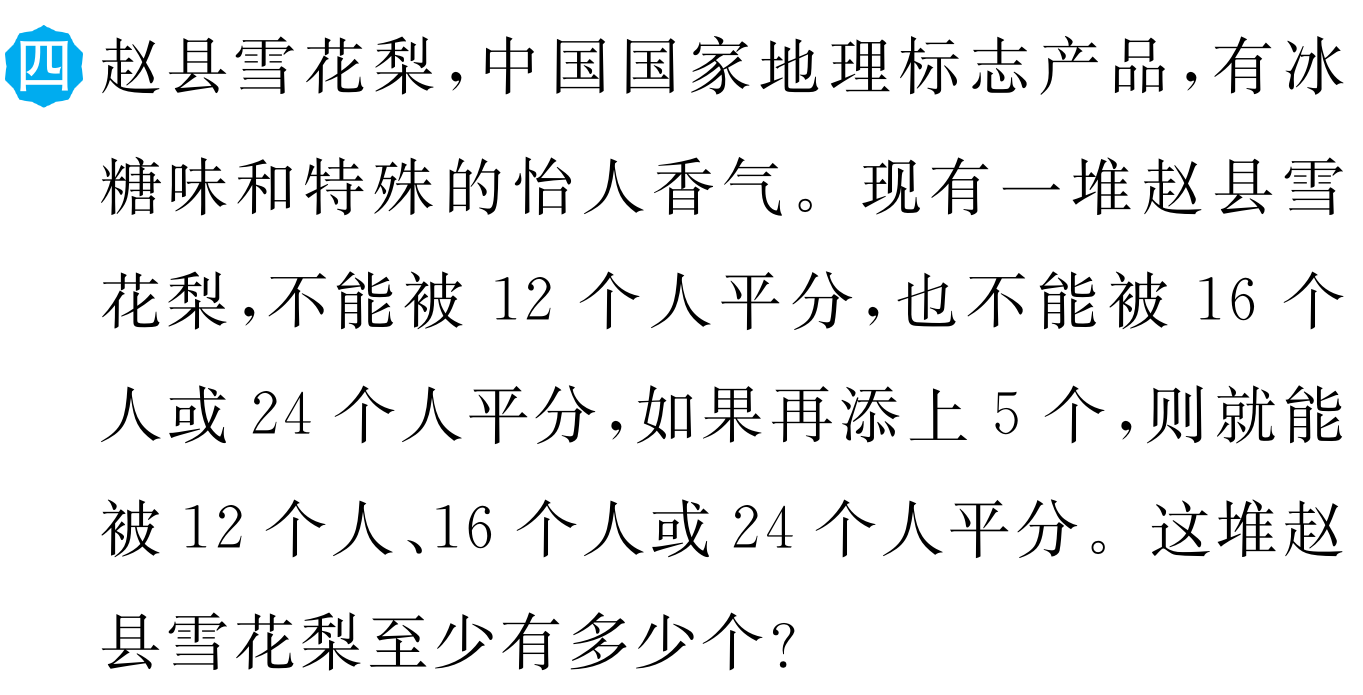 四 赵县雪花梨,中国国家地理标志产品,有冰
糖味和特殊的怡人香气。现有一堆赵县雪
花梨,不能被 12 个人平分,也不能被 16 个
人或 24 个人平分,如果再添上 5 个,则就能
被 12 个人、16 个人或 24 个人平分。这堆赵
县雪花梨至少有多少个?